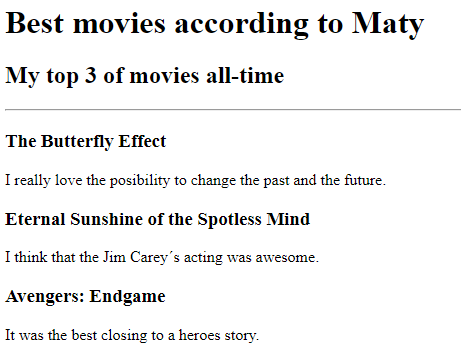 Best movies according to Maty
My top 3 of movies all-time
The Butterfly Effect
I really love the posibility to change the past and the future.
Eternal Sunshine of the Spotless Mind
I think that the Jim Carey´s acting was awesome.
Avengers: Endgame
It was the best closing to a heroes story.